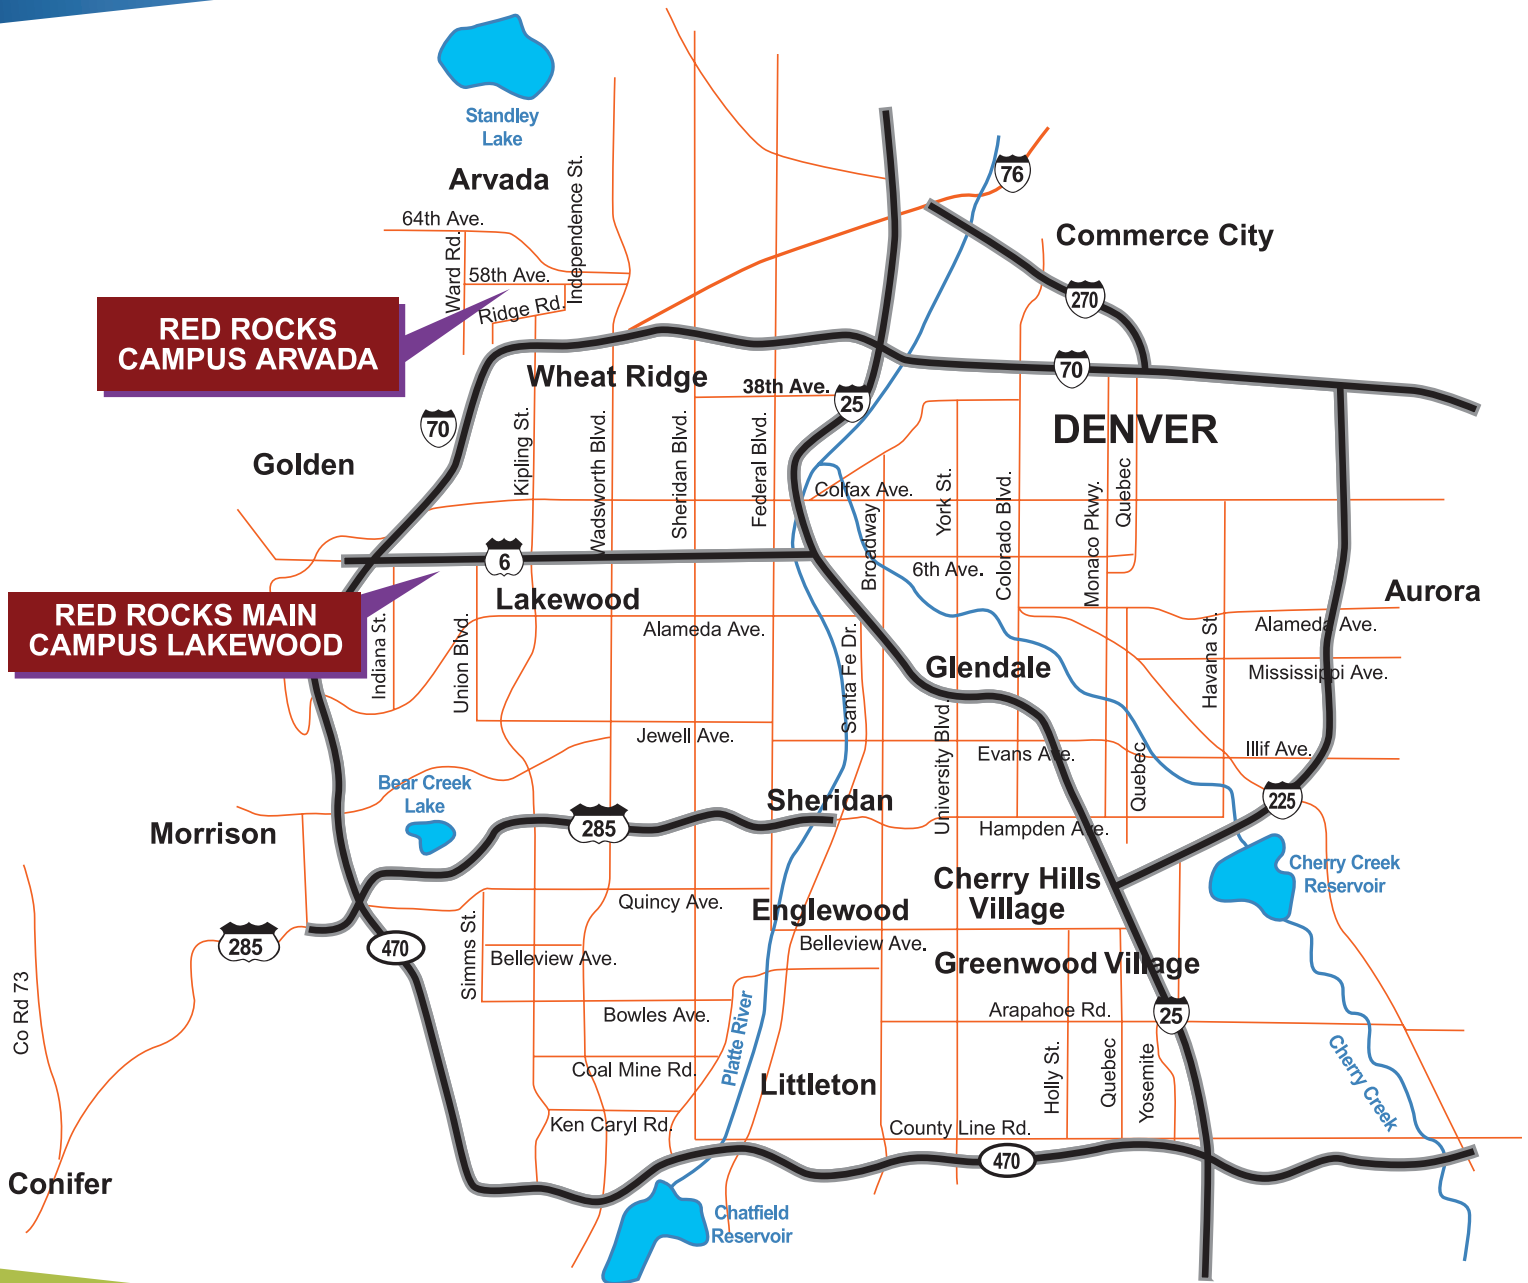 Standley
Lake
Arvada
Independence St.
76
64th Ave.
Ward Rd.
Commerce City
58th Ave.
270
Ridge Rd.
RED ROCKS
CAMPUS ARVADA
Wheat Ridge
38th Ave.
70
25
70
DENVER
Golden
Kipling St.
Wadsworth Blvd.
Sheridan Blvd.
Federal Blvd.
Colfax Ave.
Broadway
York St.
Colorado Blvd.
Monaco Pkwy.
Quebec
6
6th Ave.
Lakewood
Aurora
RED ROCKS MAIN
CAMPUS LAKEWOOD
Indiana St.
Union Blvd.
Alameda Ave.
Santa Fe Dr.
Glendale
Havana St.
Alameda Ave.
Mississippi Ave.
Jewell Ave.
University Blvd.
Evans Ave.
Quebec
Illif Ave.
Bear Creek
Lake
Sheridan
225
Morrison
285
Hampden Ave.
Cherry Creek
Reservoir
Cherry Hills
Village
Quincy Ave.
Englewood
285
470
Simms St.
Belleview Ave.
Belleview Ave.
Greenwood Village
Co Rd 73
Bowles Ave.
Platte River
Arapahoe Rd.
25
Coal Mine Rd.
Littleton
Holly St.
Quebec
Yosemite
Cherry Creek
Ken Caryl Rd.
County Line Rd.
470
Conifer
Chatfield
Reservoir